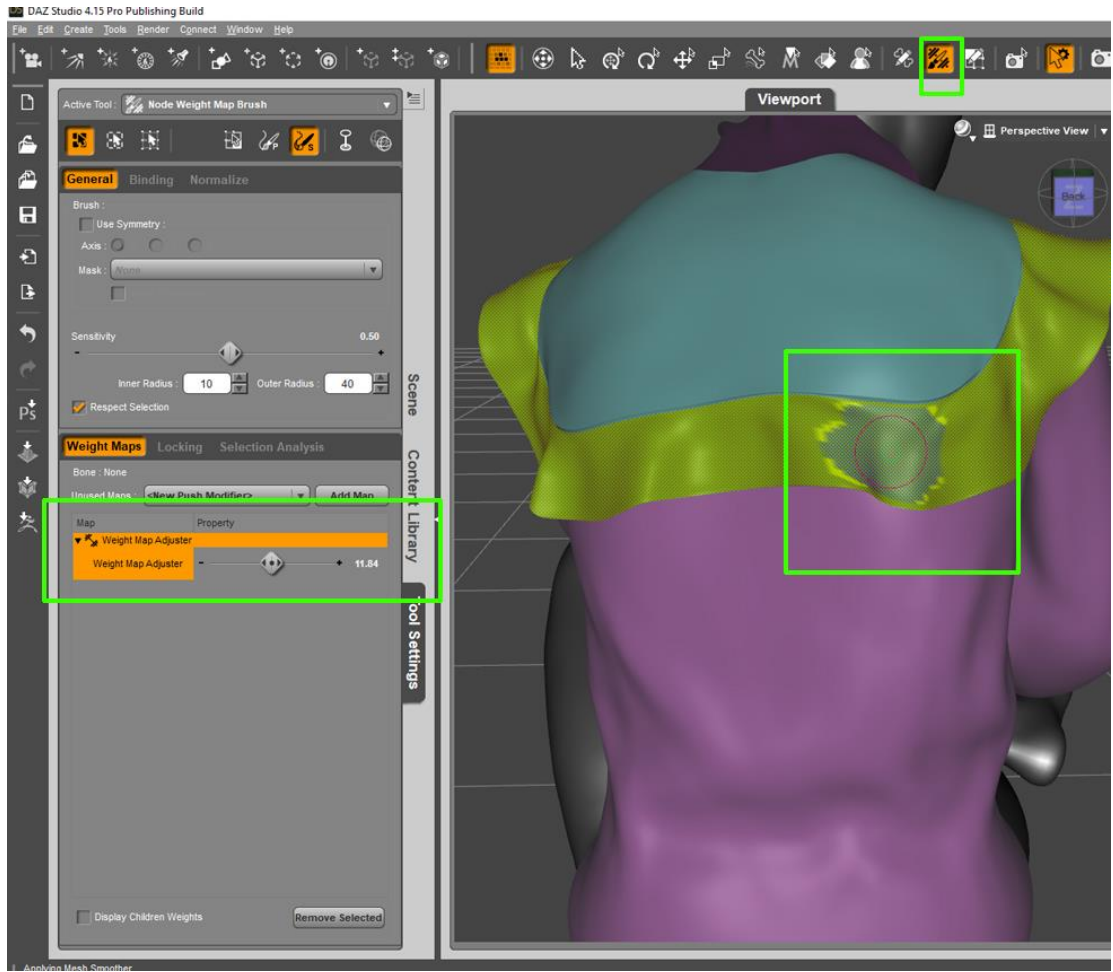 DAZ Studio 4.15 Pro Publishing Build
File Edit Create Tools Render Connect Window Help
Active Tool : Node Weight Map Brush
Viewport
Perspective View
Back
General Binding Normalize
Brush :
Use Symmetry :
Axis :
Mask : None
Sensitivity 0.50
Inner Radius : 10 Outer Radius : 40
Respect Selection
Scene
Content Library
Tool Settings
Weight Maps Locking Selection Analysis
Bone : None
Unused Maps : <New Push Modifier> Add Map
Map Property
Weight Map Adjuster
Weight Map Adjuster - + 11.84
Display Children Weights Remove Selected
Applying Mesh Smoother